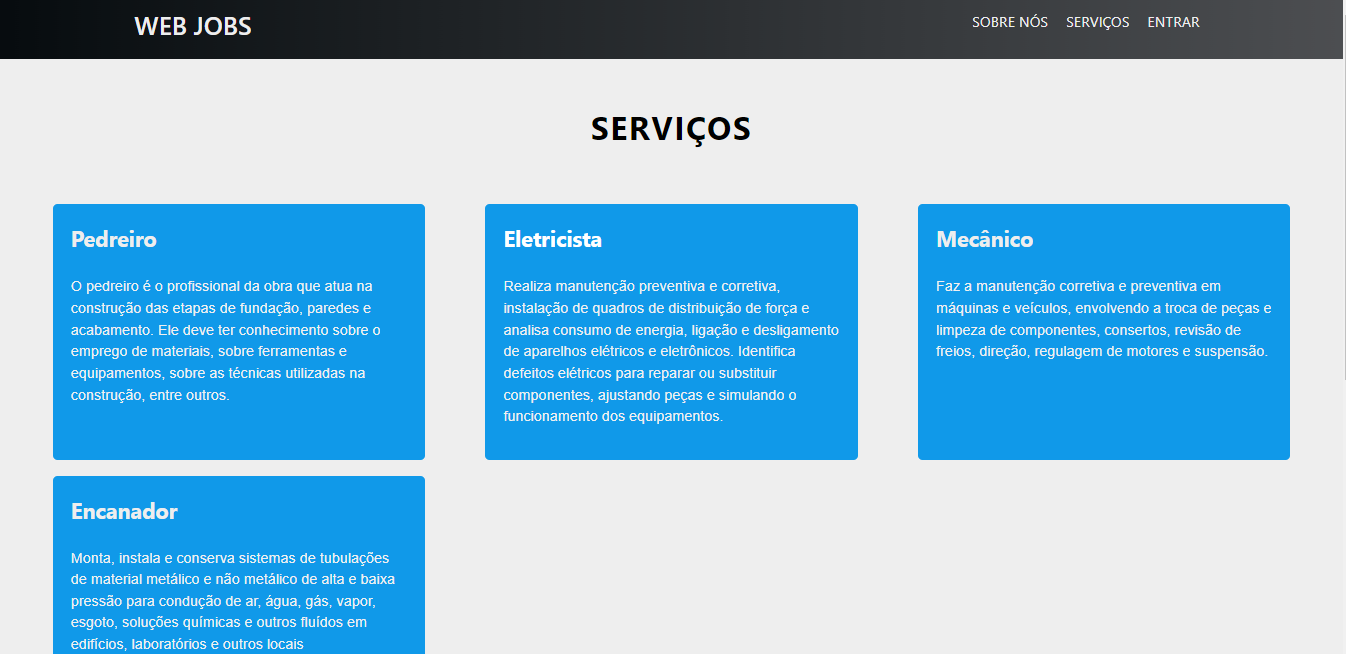 WEB JOBS
SOBRE NÓS SERVIÇOS ENTRAR
SERVIÇOS
Pedreiro
O pedreiro é o profissional da obra que atua na
construção das etapas de fundação, paredes e
acabamento. Ele deve ter conhecimento sobre o
emprego de materiais, sobre ferramentas e
equipamentos, sobre as técnicas utilizadas na
construção, entre outros.
Eletricista
Realiza manutenção preventiva e corretiva,
instalação de quadros de distribuição de força e
analisa consumo de energia, ligação e desligamento
de aparelhos elétricos e eletrônicos. Identifica
defeitos elétricos para reparar ou substituir
componentes, ajustando peças e simulando o
funcionamento dos equipamentos.
Mecânico
Faz a manutenção corretiva e preventiva em
máquinas e veículos, envolvendo a troca de peças e
limpeza de componentes, consertos, revisão de
freios, direção, regulagem de motores e suspensão.
Encanador
Monta, instala e conserva sistemas de tubulações
de material metálico e não metálico de alta e baixa
pressão para condução de ar, água, gás, vapor,
esgoto, soluções químicas e outros fluídos em
edifícios, laboratórios e outros locais